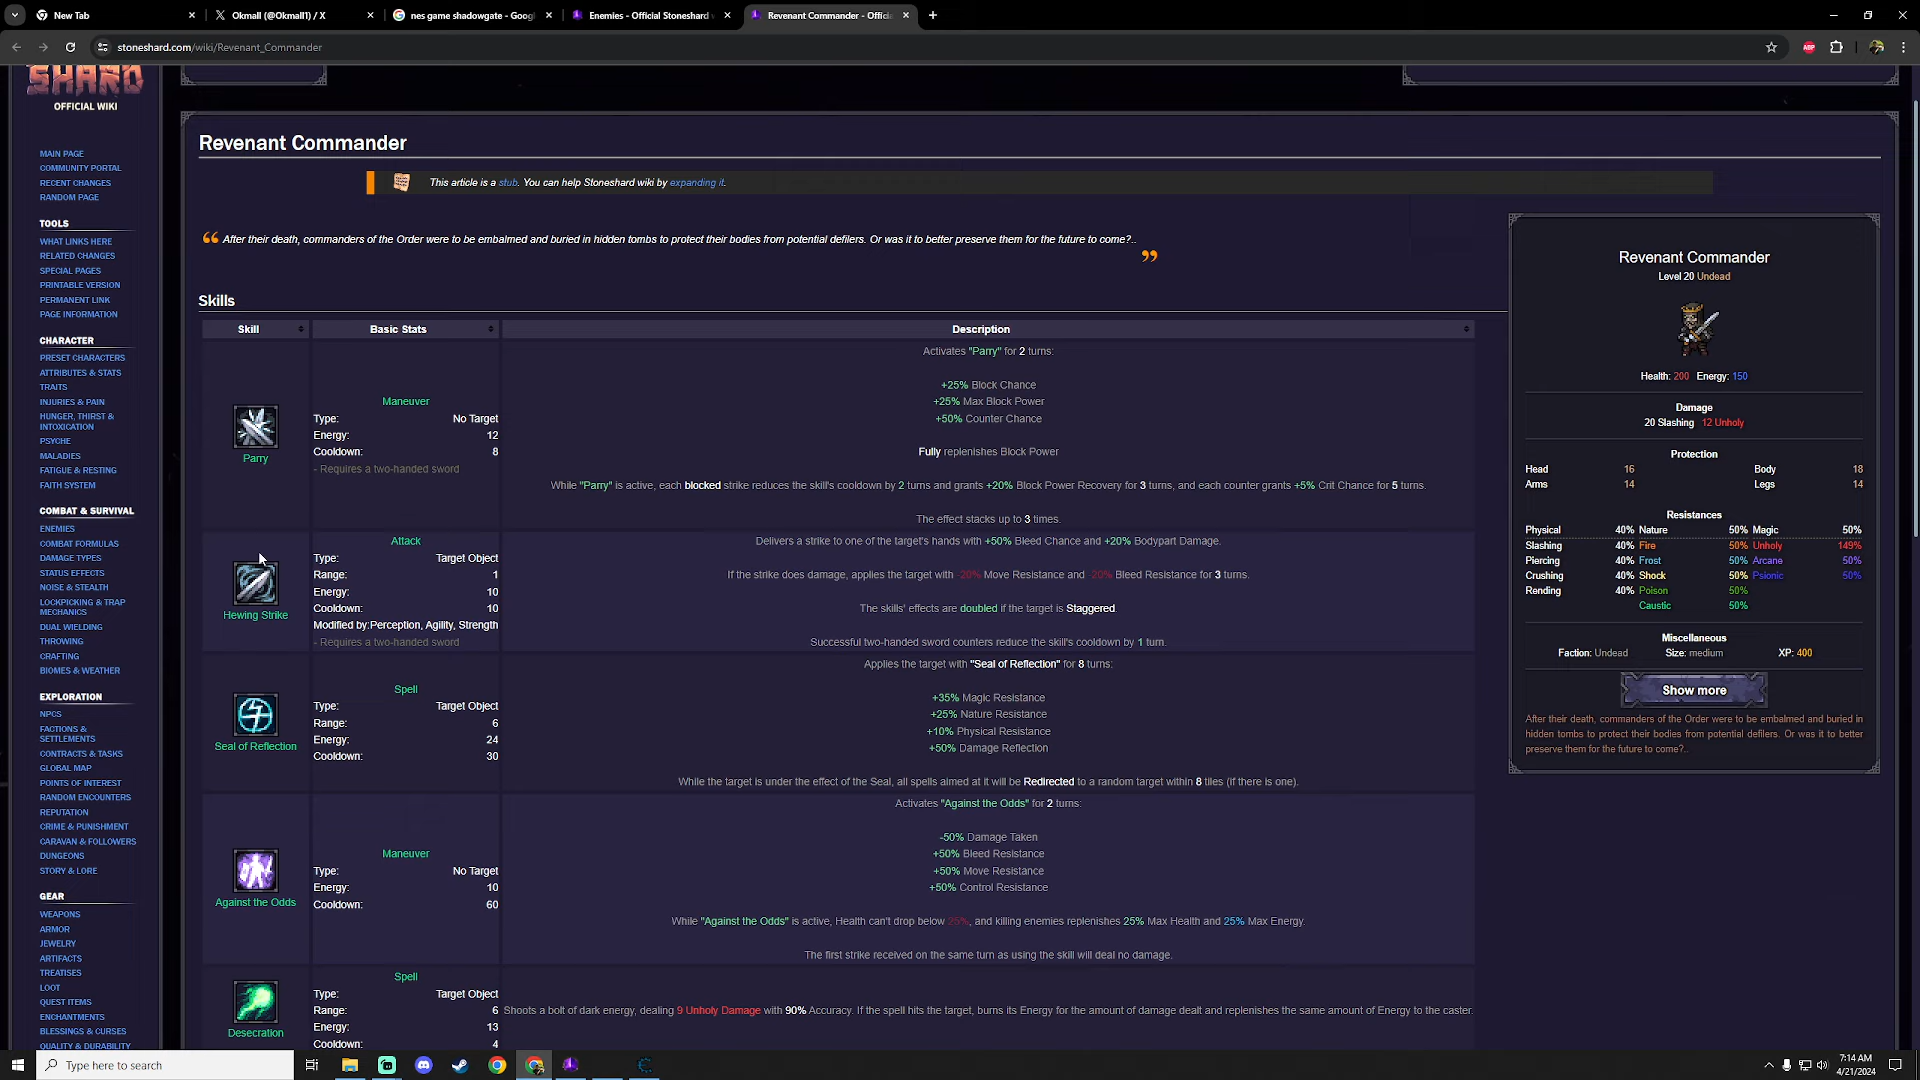 New Tab
Okmall (@Okmall1) / X
nes game shadowgate - Goog
Enemies - Official Stoneshard
Revenant Commander - Offici
stoneshard.com/wiki/Revenant_Commander
ABP
SHARD
OFFICIAL WIKI
MAIN PAGE
COMMUNITY PORTAL
RECENT CHANGES
RANDOM PAGE
TOOLS
WHAT LINKS HERE
RELATED CHANGES
SPECIAL PAGES
PRINTABLE VERSION
PERMANENT LINK
PAGE INFORMATION
CHARACTER
PRESET CHARACTERS
ATTRIBUTES & STATS
TRAITS
INJURIES & PAIN
HUNGER, THIRST &
INTOXICATION
PSYCHE
MALADIES
FATIGUE & RESTING
FAITH SYSTEM
COMBAT & SURVIVAL
ENEMIES
COMBAT FORMULAS
DAMAGE TYPES
STATUS EFFECTS
NOISE & STEALTH
LOCKPICKING & TRAP
MECHANICS
DUAL WIELDING
THROWING
CRAFTING
BIOMES & WEATHER
EXPLORATION
NPCS
FACTIONS &
SETTLEMENTS
CONTRACTS & TASKS
GLOBAL MAP
POINTS OF INTEREST
RANDOM ENCOUNTERS
REPUTATION
CRIME & PUNISHMENT
CARAVAN & FOLLOWERS
DUNGEONS
STORY & LORE
GEAR
WEAPONS
ARMOR
JEWELRY
ARTIFACTS
TREATISES
LOOT
QUEST ITEMS
ENCHANTMENTS
BLESSINGS & CURSES
QUALITY & DURABILITY
Revenant Commander
This article is a stub. You can help Stoneshard wiki by expanding it.
“ After their death, commanders of the Order were to be embalmed and buried in hidden tombs to protect their bodies from potential defilers. Or was it to better preserve them for the future to come?.. ”
Skills
Skill Basic Stats Description
Parry
Maneuver
Type: No Target
Energy: 12
Cooldown: 8
- Requires a two-handed sword
Activates "Parry" for 2 turns:
+25% Block Chance
+25% Max Block Power
+50% Counter Chance
Fully replenishes Block Power
While "Parry" is active, each blocked strike reduces the skill's cooldown by 2 turns and grants +20% Block Power Recovery for 3 turns, and each counter grants +5% Crit Chance for 5 turns.
The effect stacks up to 3 times.
Hewing Strike
Attack
Type: Target Object
Range: 1
Energy: 10
Cooldown: 10
Modified by:Perception, Agility, Strength
- Requires a two-handed sword
Delivers a strike to one of the target's hands with +50% Bleed Chance and +20% Bodypart Damage.
If the strike does damage, applies the target with -20% Move Resistance and -20% Bleed Resistance for 3 turns.
The skills' effects are doubled if the target is Staggered.
Successful two-handed sword counters reduce the skill's cooldown by 1 turn.
Seal of Reflection
Spell
Type: Target Object
Range: 6
Energy: 24
Cooldown: 30
Applies the target with "Seal of Reflection" for 8 turns:
+35% Magic Resistance
+25% Nature Resistance
+10% Physical Resistance
+50% Damage Reflection
While the target is under the effect of the Seal, all spells aimed at it will be Redirected to a random target within 8 tiles (if there is one).
Against the Odds
Maneuver
Type: No Target
Energy: 10
Cooldown: 60
Activates "Against the Odds" for 2 turns:
-50% Damage Taken
+50% Bleed Resistance
+50% Move Resistance
+50% Control Resistance
While "Against the Odds" is active, Health can't drop below 25%, and killing enemies replenishes 25% Max Health and 25% Max Energy.
The first strike received on the same turn as using the skill will deal no damage.
Desecration
Spell
Type: Target Object
Range: 6
Energy: 13
Cooldown: 4
Shoots a bolt of dark energy, dealing 9 Unholy Damage with 90% Accuracy. If the spell hits the target, burns its Energy for the amount of damage dealt and replenishes the same amount of Energy to the caster.
Revenant Commander
Level 20 Undead
Health: 200 Energy: 150
Damage
20 Slashing 12 Unholy
Protection
Head 16 Body 18
Arms 14 Legs 14
Resistances
Physical 40% Nature 50% Magic 50%
Slashing 40% Fire 50% Unholy 149%
Piercing 40% Frost 50% Arcane 50%
Crushing 40% Shock 50% Psionic 50%
Rending 40% Poison 50%
Caustic 50%
Miscellaneous
Faction: Undead Size: medium XP: 400
Show more
After their death, commanders of the Order were to be embalmed and buried in
hidden tombs to protect their bodies from potential defilers. Or was it to better
preserve them for the future to come?..
Type here to search
7:14 AM
4/21/2024